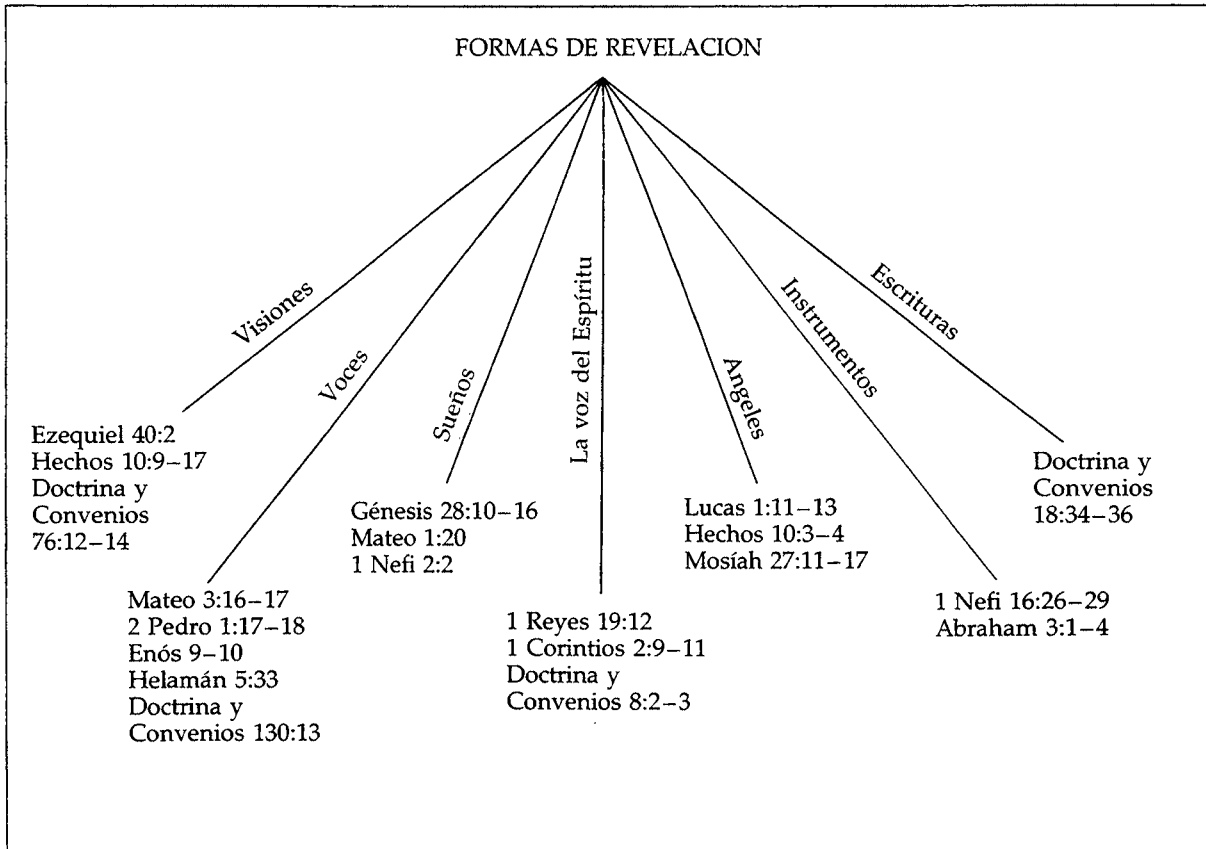 FORMAS DE REVELACION
Visiones
Ezequiel 40:2
Hechos 10:9–17
Doctrina y
Convenios
76:12–14
Voces
Mateo 3:16–17
2 Pedro 1:17–18
Enós 9–10
Helamán 5:33
Doctrina y
Convenios 130:13
Sueños
Génesis 28:10–16
Mateo 1:20
1 Nefi 2:2
La voz del Espíritu
1 Reyes 19:12
1 Corintios 2:9–11
Doctrina y
Convenios 8:2–3
Angeles
Lucas 1:11–13
Hechos 10:3–4
Mosíah 27:11–17
Instrumentos
1 Nefi 16:26–29
Abraham 3:1–4
Escrituras
Doctrina y
Convenios
18:34–36